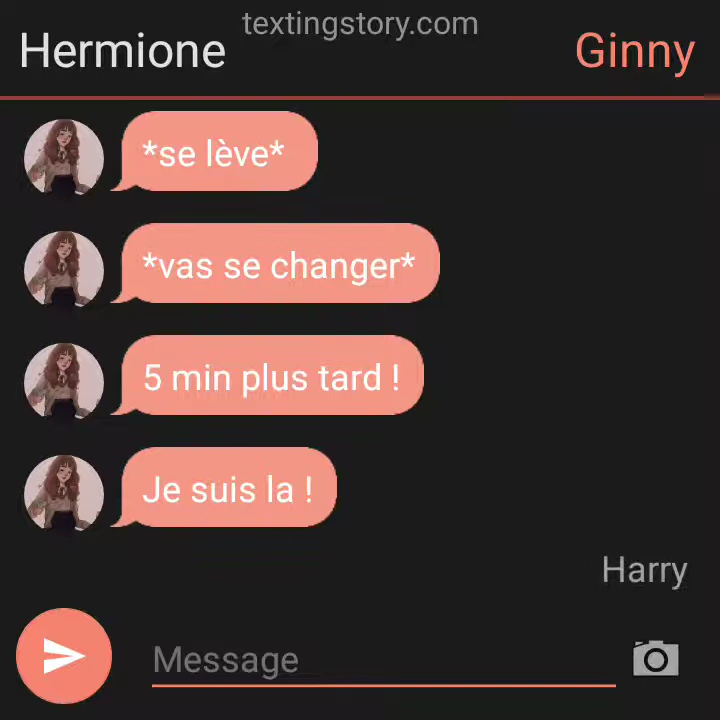 textingstory.com
Hermione
Ginny
*se lève*
*vas se changer*
5 min plus tard !
Je suis la !
Harry
Message